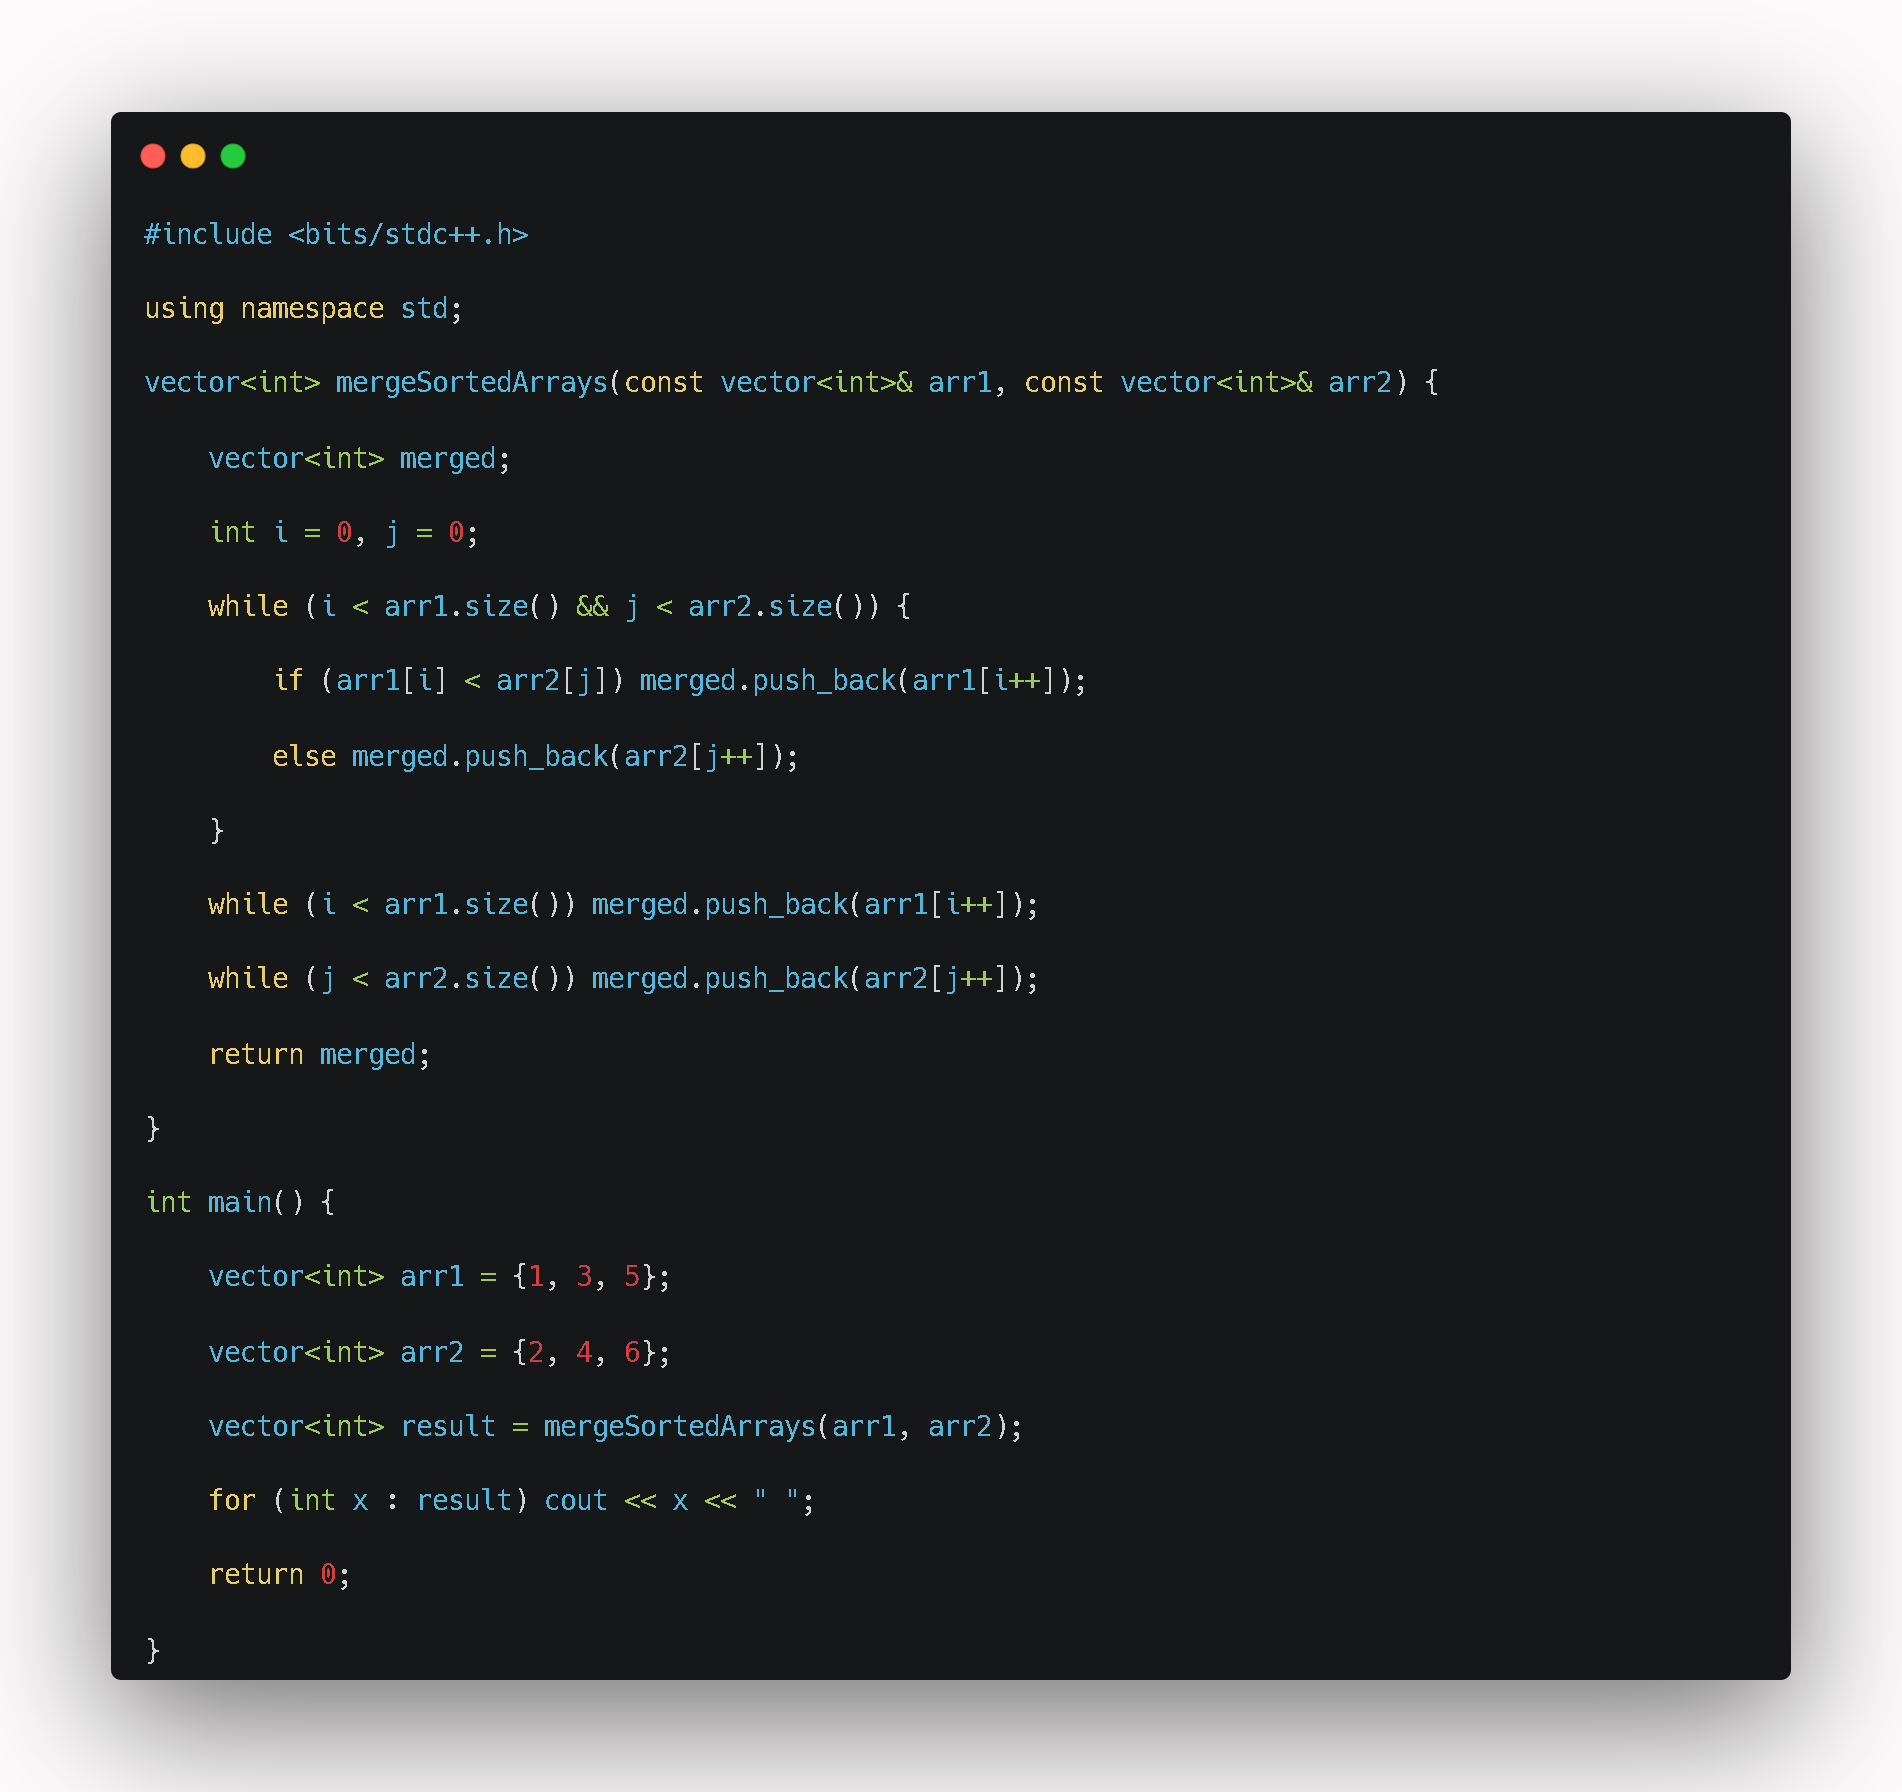 #include <bits/stdc++.h>
using namespace std;
vector<int> mergeSortedArrays(const vector<int>& arr1, const vector<int>& arr2) {
    vector<int> merged;
    int i = 0, j = 0;
    while (i < arr1.size() && j < arr2.size()) {
        if (arr1[i] < arr2[j]) merged.push_back(arr1[i++]);
        else merged.push_back(arr2[j++]);
    }
    while (i < arr1.size()) merged.push_back(arr1[i++]);
    while (j < arr2.size()) merged.push_back(arr2[j++]);
    return merged;
}
int main() {
    vector<int> arr1 = {1, 3, 5};
    vector<int> arr2 = {2, 4, 6};
    vector<int> result = mergeSortedArrays(arr1, arr2);
    for (int x : result) cout << x << " ";
    return 0;
}